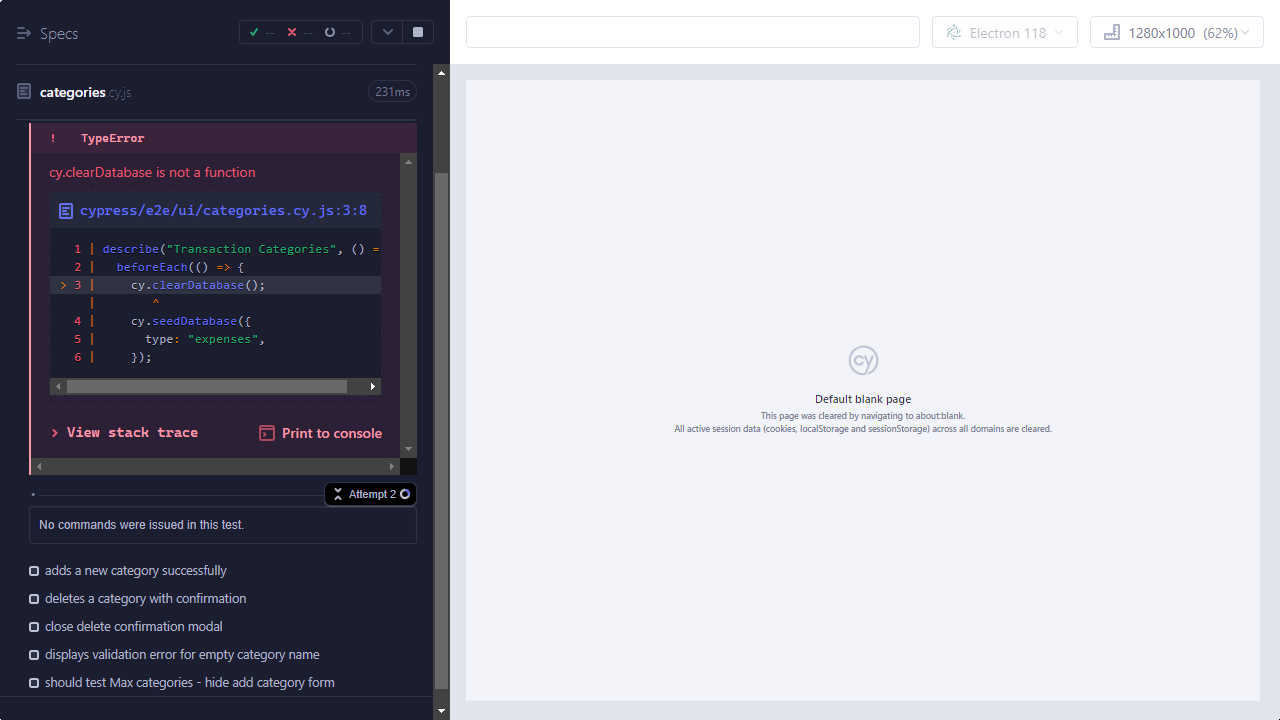 Specs
--
--
--
Electron 118
1280x1000 (62%)
categories.cy.js
231ms
! TypeError
cy.clearDatabase is not a function
cypress/e2e/ui/categories.cy.js:3:8
1 | describe("Transaction Categories", () =
2 | beforeEach(() => {
> 3 | cy.clearDatabase();
| ^
4 | cy.seedDatabase({
5 | type: "expenses",
6 | });
> View stack trace
Print to console
Attempt 2
No commands were issued in this test.
adds a new category successfully
deletes a category with confirmation
close delete confirmation modal
displays validation error for empty category name
should test Max categories - hide add category form
cy
Default blank page
This page was cleared by navigating to about:blank.
All active session data (cookies, localStorage and sessionStorage) across all domains are cleared.